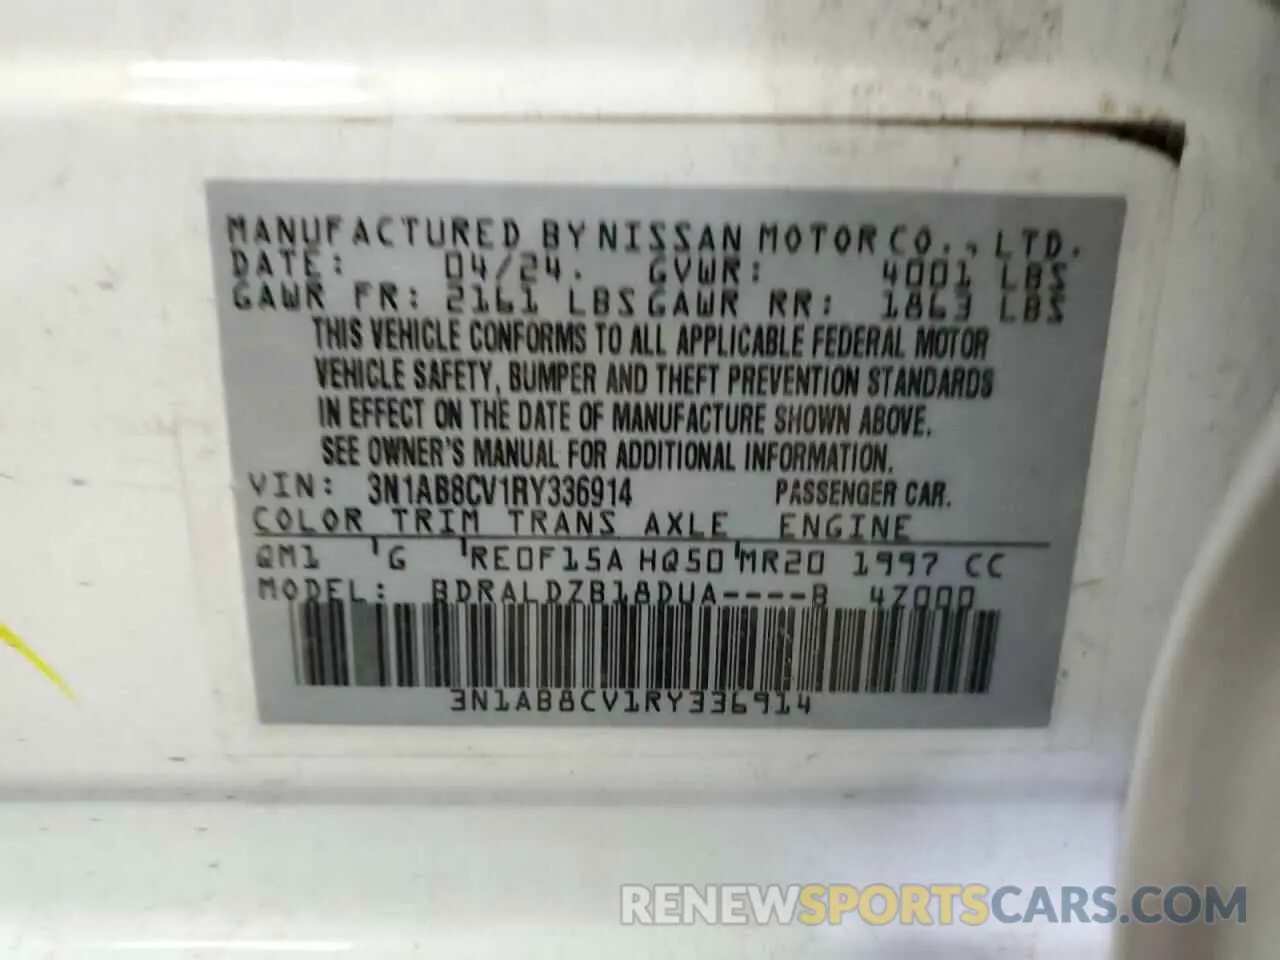 MANUFACTURED BY NISSAN MOTOR CO., LTD.
DATE: 04/24. GVWR: 4001 LBS
GAWR FR: 2161 LBS GAWR RR: 1863 LBS
THIS VEHICLE CONFORMS TO ALL APPLICABLE FEDERAL MOTOR
VEHICLE SAFETY, BUMPER AND THEFT PREVENTION STANDARDS
IN EFFECT ON THE DATE OF MANUFACTURE SHOWN ABOVE.
SEE OWNER'S MANUAL FOR ADDITIONAL INFORMATION.
VIN: 3N1AB8CV1RY336914 PASSENGER CAR.
COLOR TRIM TRANS AXLE ENGINE
QM1 G RE0F15A HQ50 MR20 1997 CC
MODEL: BDRALDZB18DUA----B 4Z000
3N1AB8CV1RY336914
RENEWSPORTSCARS.COM